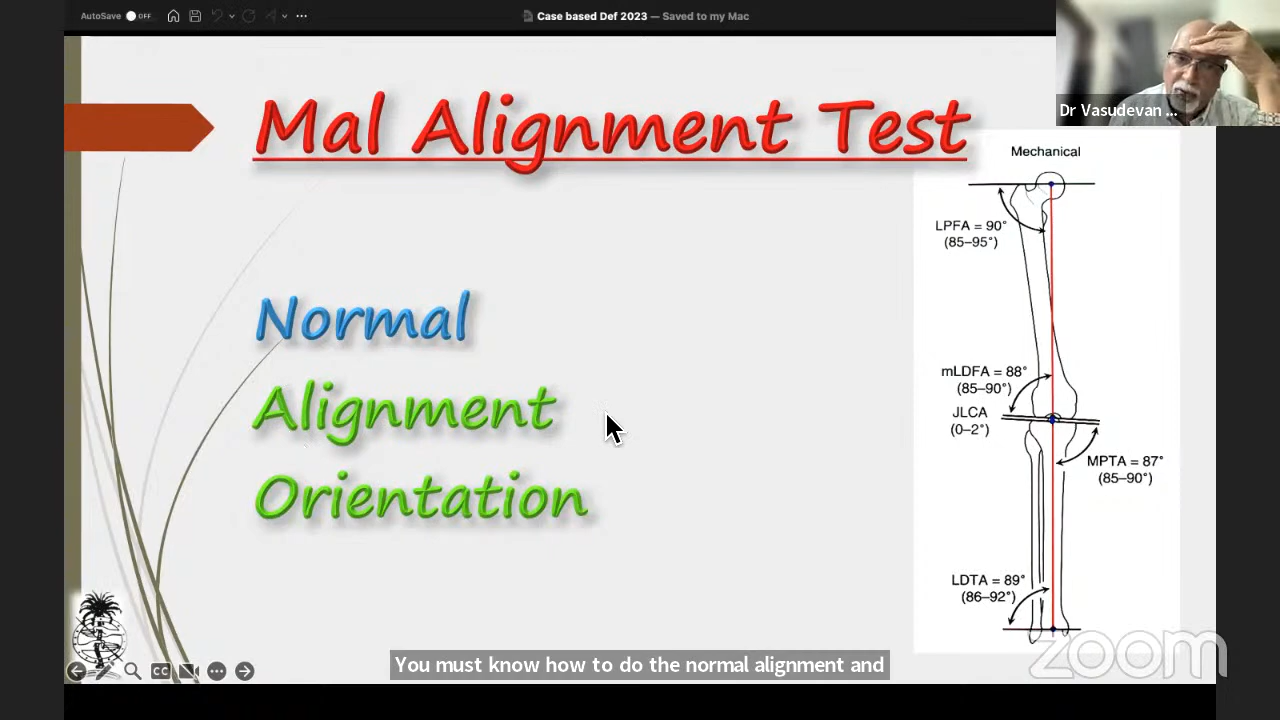 AutoSave OFF
Case based Def 2023 — Saved to my Mac
Dr Vasudevan ...
Mal Alignment Test
Normal
Alignment
Orientation
Mechanical
LPFA = 90°
(85–95°)
mLDFA = 88°
(85–90°)
JLCA
(0–2°)
MPTA = 87°
(85–90°)
LDTA = 89°
(86–92°)
CC
You must know how to do the normal alignment and
zoom